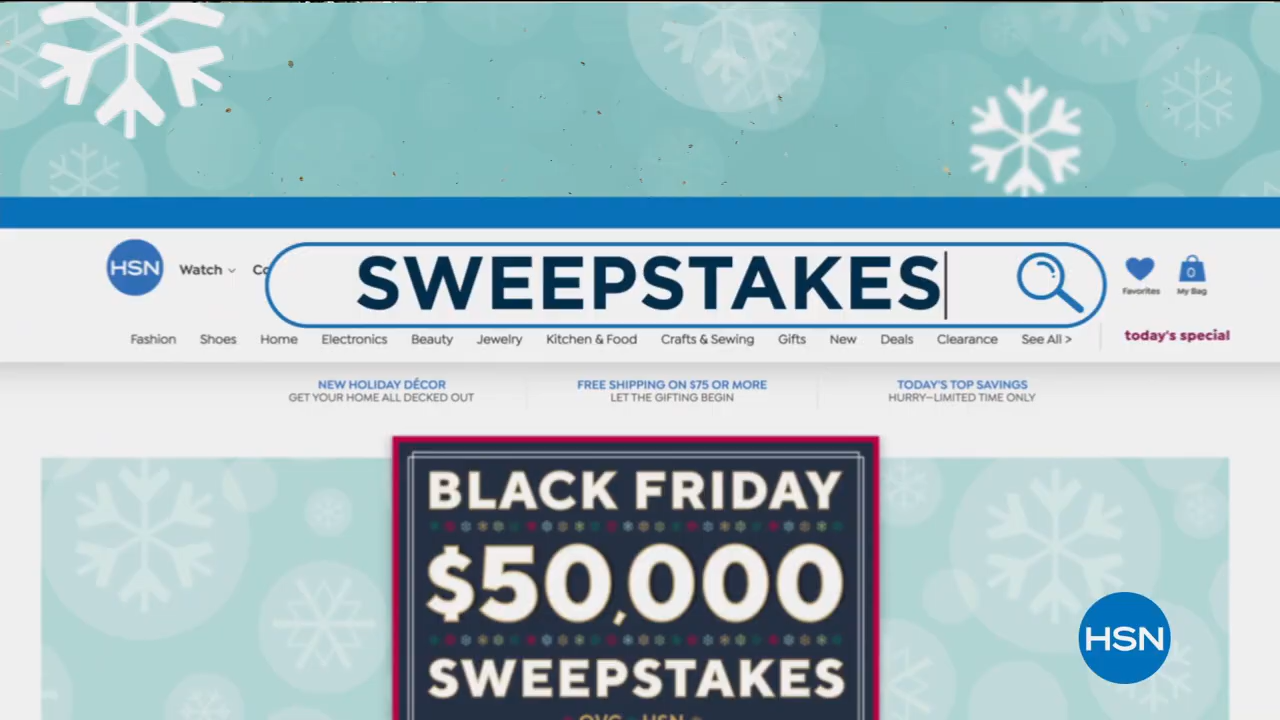 HSN
Watch
SWEEPSTAKES
Favorites
0
My Bag
Fashion Shoes Home Electronics Beauty Jewelry Kitchen & Food Crafts & Sewing Gifts New Deals Clearance See All > today's special
NEW HOLIDAY DÉCOR
GET YOUR HOME ALL DECKED OUT
FREE SHIPPING ON $75 OR MORE
LET THE GIFTING BEGIN
TODAY'S TOP SAVINGS
HURRY—LIMITED TIME ONLY
BLACK FRIDAY
$50,000
SWEEPSTAKES
HSN